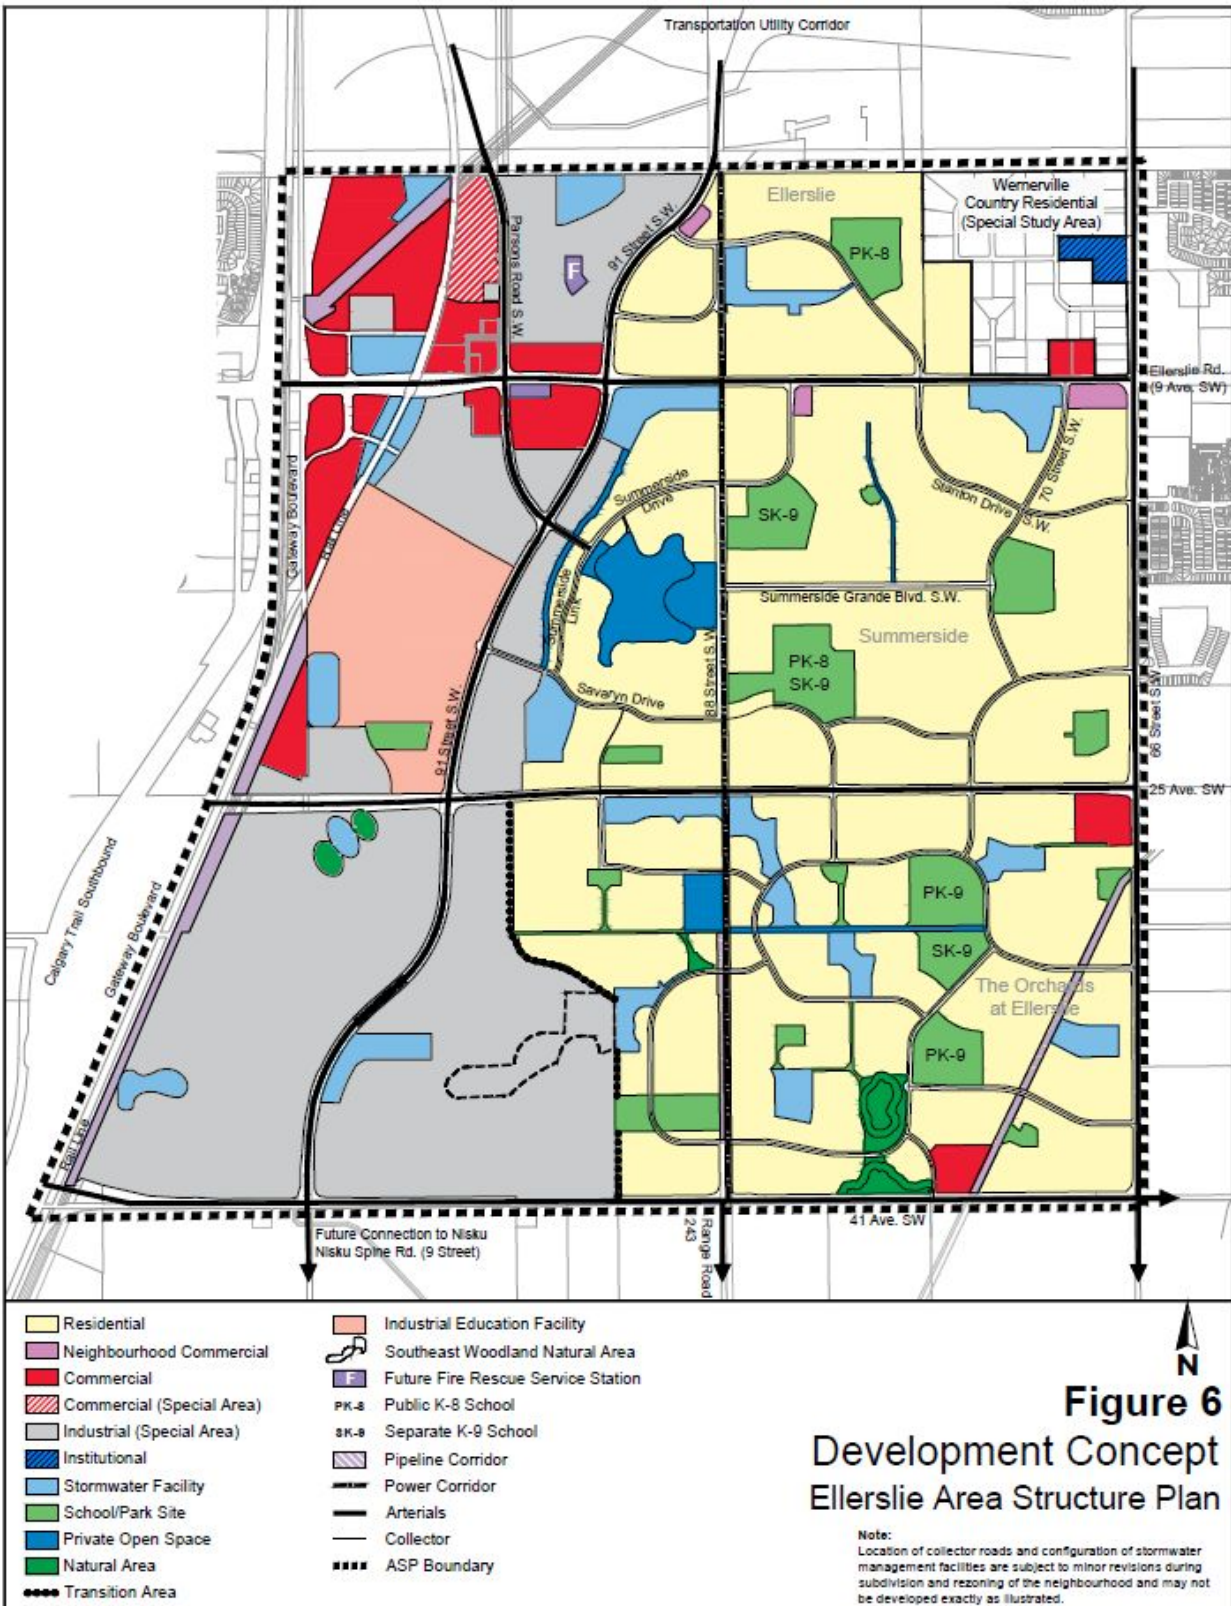 Transportation Utility Corridor
Ellerslie
Wernerville
Country Residential
(Special Study Area)
PK-8
F
Parsons Road S.W.
91 Street S.W.
Ellerslie Rd.
(9 Ave. SW)
Gateway Boulevard
Rail Line
Summerside
Drive
SK-9
Stanton Drive S.W.
70 Street S.W.
Summerside
Link
Summerside Grande Blvd. S.W.
Summerside
PK-8
SK-9
88 Street S.W.
Savaryn Drive
91 Street S.W.
66 Street S.W.
25 Ave. SW
Calgary Trail Southbound
Gateway Boulevard
PK-9
SK-9
The Orchards
at Ellerslie
PK-9
Rail Line
41 Ave. SW
Future Connection to Nisku
Nisku Spine Rd. (9 Street)
Range Road
243
Residential
Neighbourhood Commercial
Commercial
Commercial (Special Area)
Industrial (Special Area)
Institutional
Stormwater Facility
School/Park Site
Private Open Space
Natural Area
Transition Area
Industrial Education Facility
Southeast Woodland Natural Area
F Future Fire Rescue Service Station
PK-8 Public K-8 School
SK-9 Separate K-9 School
Pipeline Corridor
Power Corridor
Arterials
Collector
ASP Boundary
N
Figure 6
Development Concept
Ellerslie Area Structure Plan
Note:
Location of collector roads and configuration of stormwater
management facilities are subject to minor revisions during
subdivision and rezoning of the neighbourhood and may not
be developed exactly as illustrated.